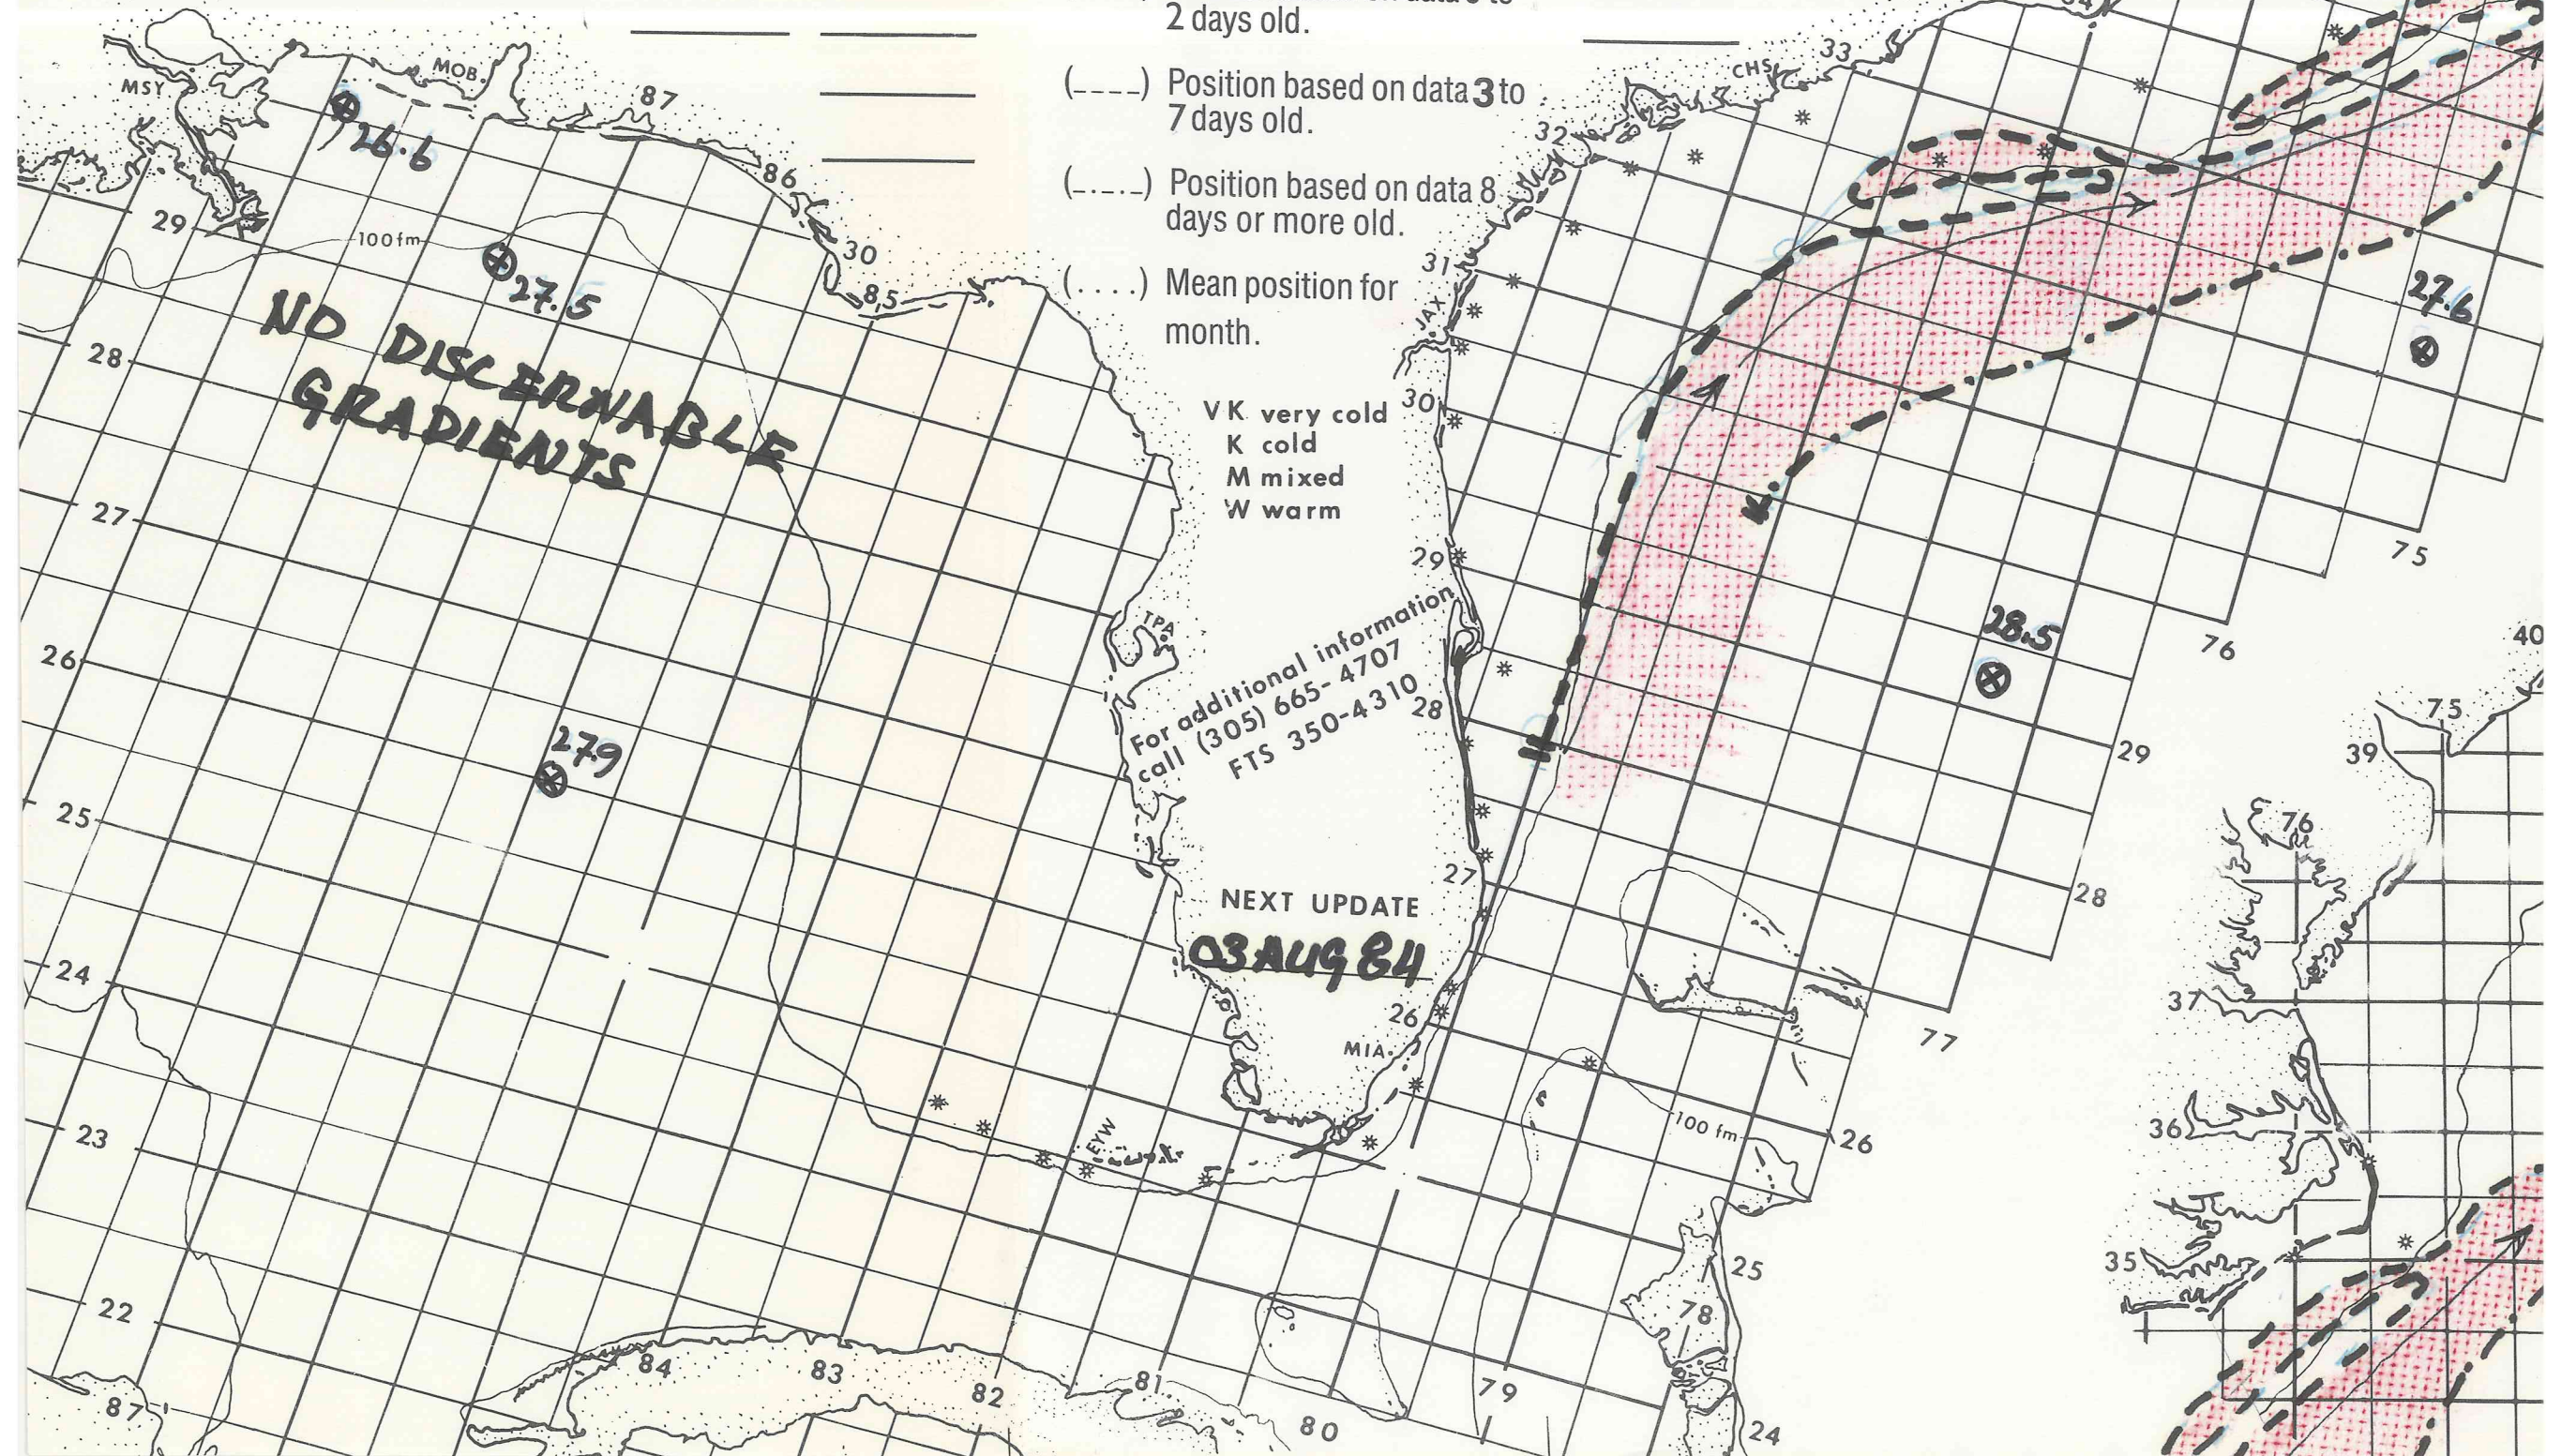 2 days old.
(____) Position based on data 3 to
7 days old.
(_._._) Position based on data 8
days or more old.
(....) Mean position for
month.
VK very cold
K cold
M mixed
W warm
For additional information
call (305) 665-4707
FTS 350-4310
NEXT UPDATE
03 AUG 84
MSY
MOB.
26.6
87
86
29
100 fm
27.5
30
85
NO DISCERNABLE
GRADIENTS
28
27
26
27.9
25
24
23
22
87
84
83
82
81
80
79
TPA
EYW
MIA.
JAX
CHS
33
32
31
30
29
28
27
26
27.6
75
28.5
76
29
28
77
100 fm
26
25
78
24
40
75
39
76
37
36
35